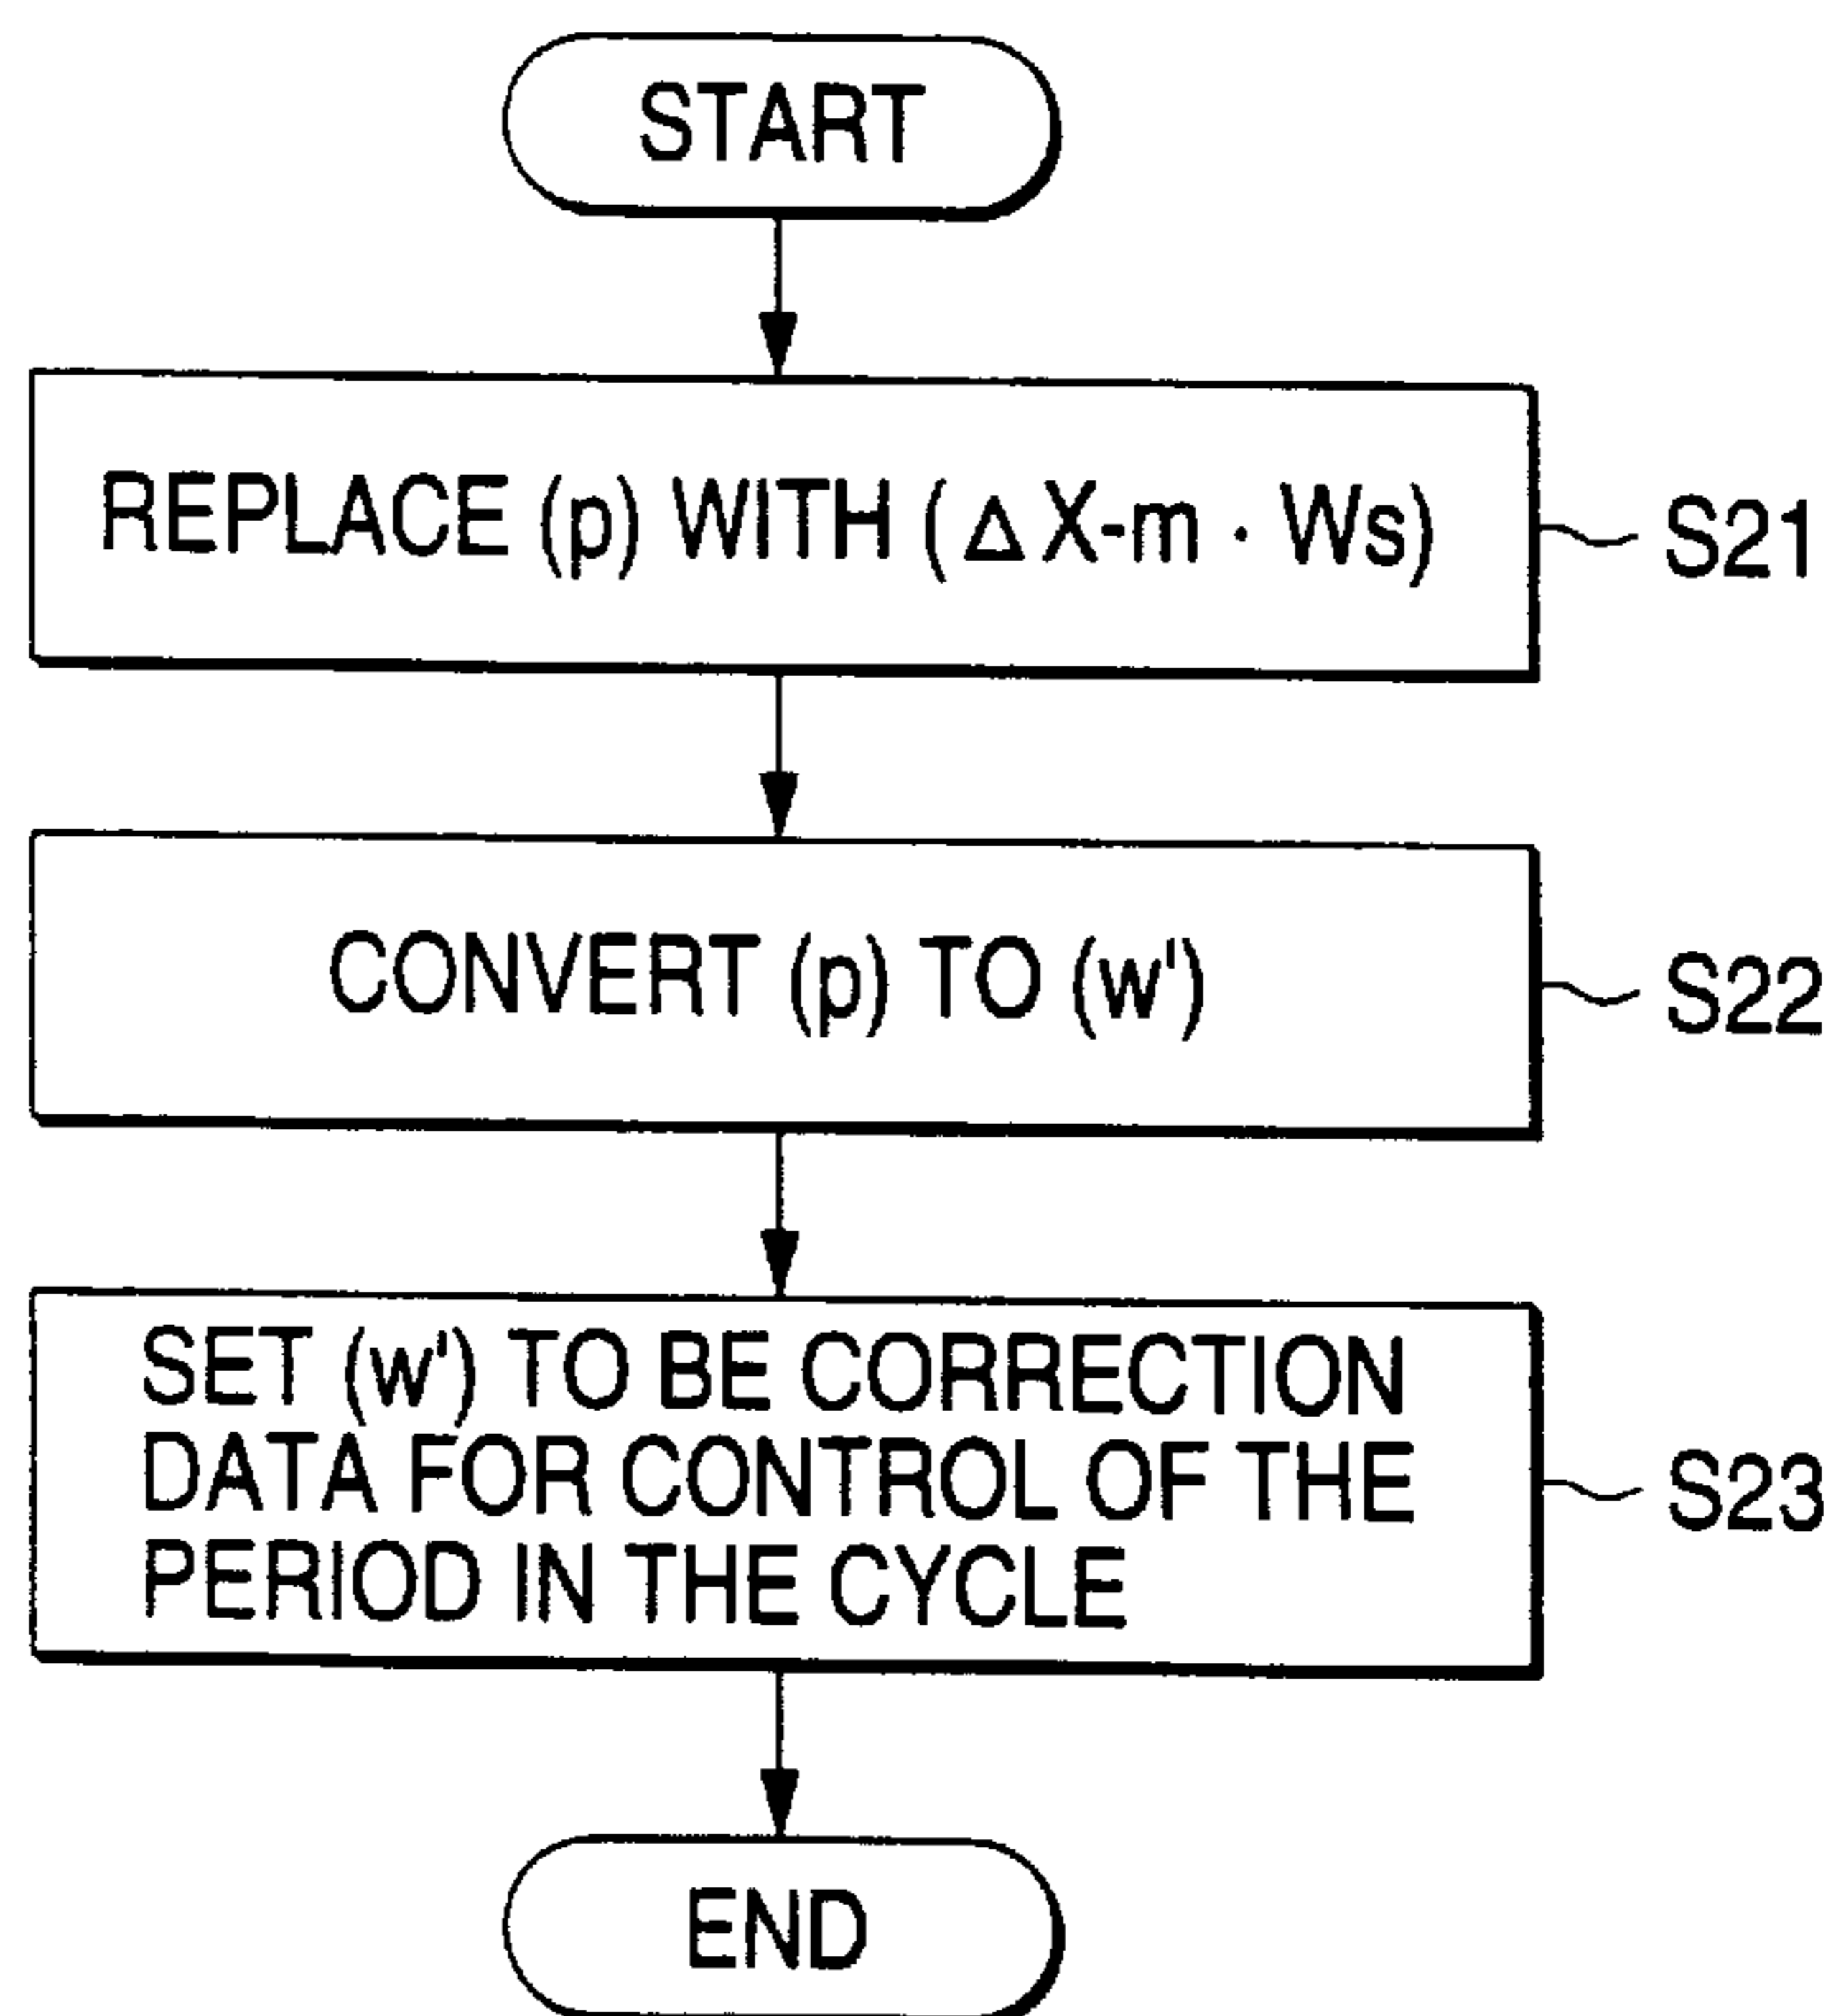 START
REPLACE (p) WITH (ΔX-m · Ws)
S21
CONVERT (p) TO (w')
S22
SET (w') TO BE CORRECTION
DATA FOR CONTROL OF THE
PERIOD IN THE CYCLE
S23
END